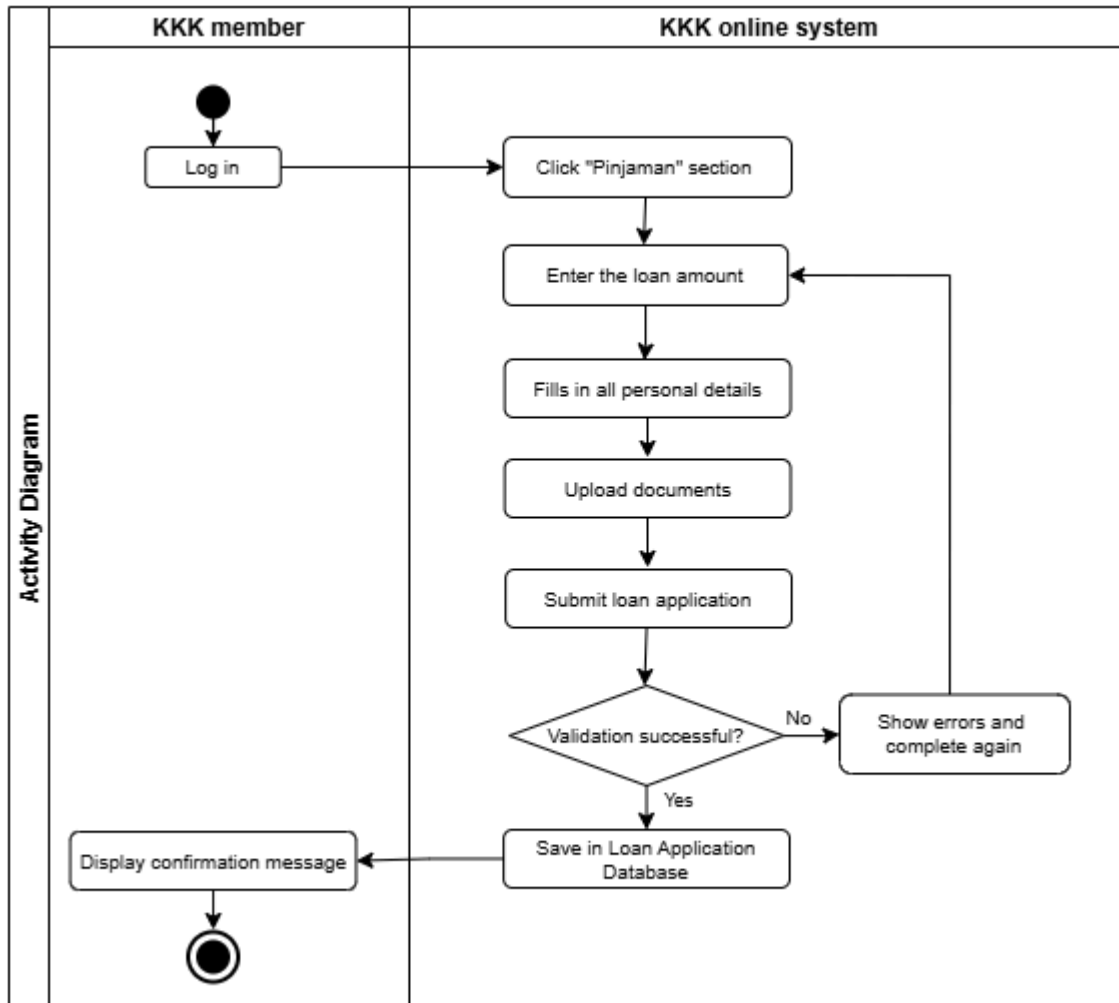 KKK member
KKK online system
Activity Diagram
Log in
Click "Pinjaman" section
Enter the loan amount
Fills in all personal details
Upload documents
Submit loan application
Validation successful?
No
Show errors and
complete again
Yes
Save in Loan Application
Database
Display confirmation message